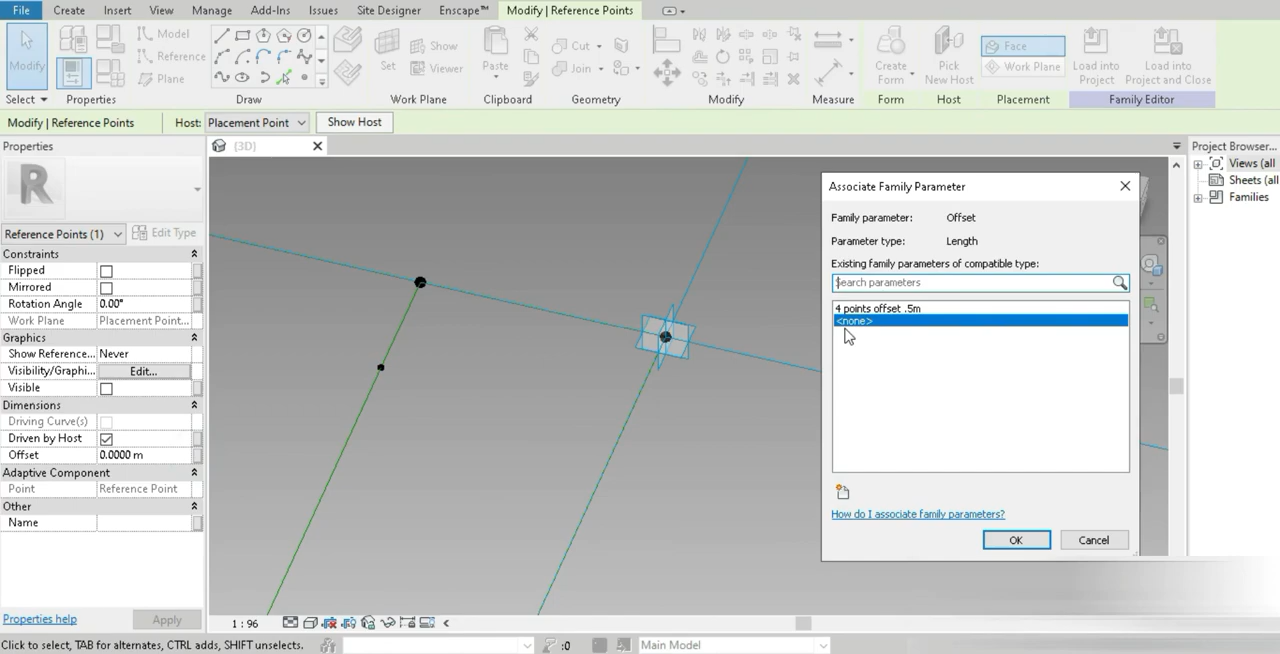 File Create Insert View Manage Add-Ins Issues Site Designer Enscape™ Modify | Reference Points
Modify
Model
Reference
Plane
Set
Show
Viewer
Paste
Cut
Join
Create Form
Pick New Host
Face
Work Plane
Load into Project
Load into Project and Close
Select Properties Draw Work Plane Clipboard Geometry Modify Measure Form Host Placement Family Editor
Modify | Reference Points Host: Placement Point Show Host
Properties
{3D}
Project Browser...
Views (all
Sheets (all
Families
R
Reference Points (1) Edit Type
Constraints
Flipped
Mirrored
Rotation Angle 0.00°
Work Plane Placement Point...
Graphics
Show Reference... Never
Visibility/Graphi... Edit...
Visible
Dimensions
Driving Curve(s)
Driven by Host
Offset 0.0000 m
Adaptive Component
Point Reference Point
Other
Name
Properties help Apply
Associate Family Parameter
Family parameter: Offset
Parameter type: Length
Existing family parameters of compatible type:
Search parameters
4 points offset .5m
<none>
How do I associate family parameters?
OK Cancel
1 : 96
Click to select, TAB for alternates, CTRL adds, SHIFT unselects. :0 Main Model